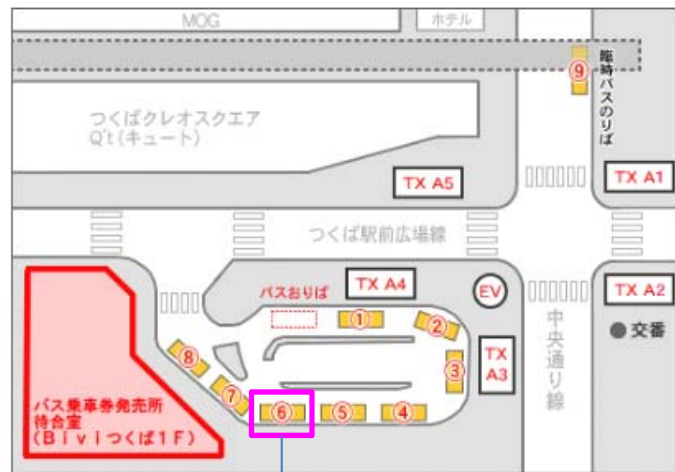 MOG
ホテル
⑨
臨時バスのりば
つくばクレオスクエア
Q't(キュート)
TX A5
TX A1
つくば駅前広場線
バスおりば
TX A4
EV
TX A2
①
②
③
TX
A3
中央通り線
●交番
⑧
⑦
⑥
⑤
④
バス乗車券発売所
待合室
(Biviつくば1F)